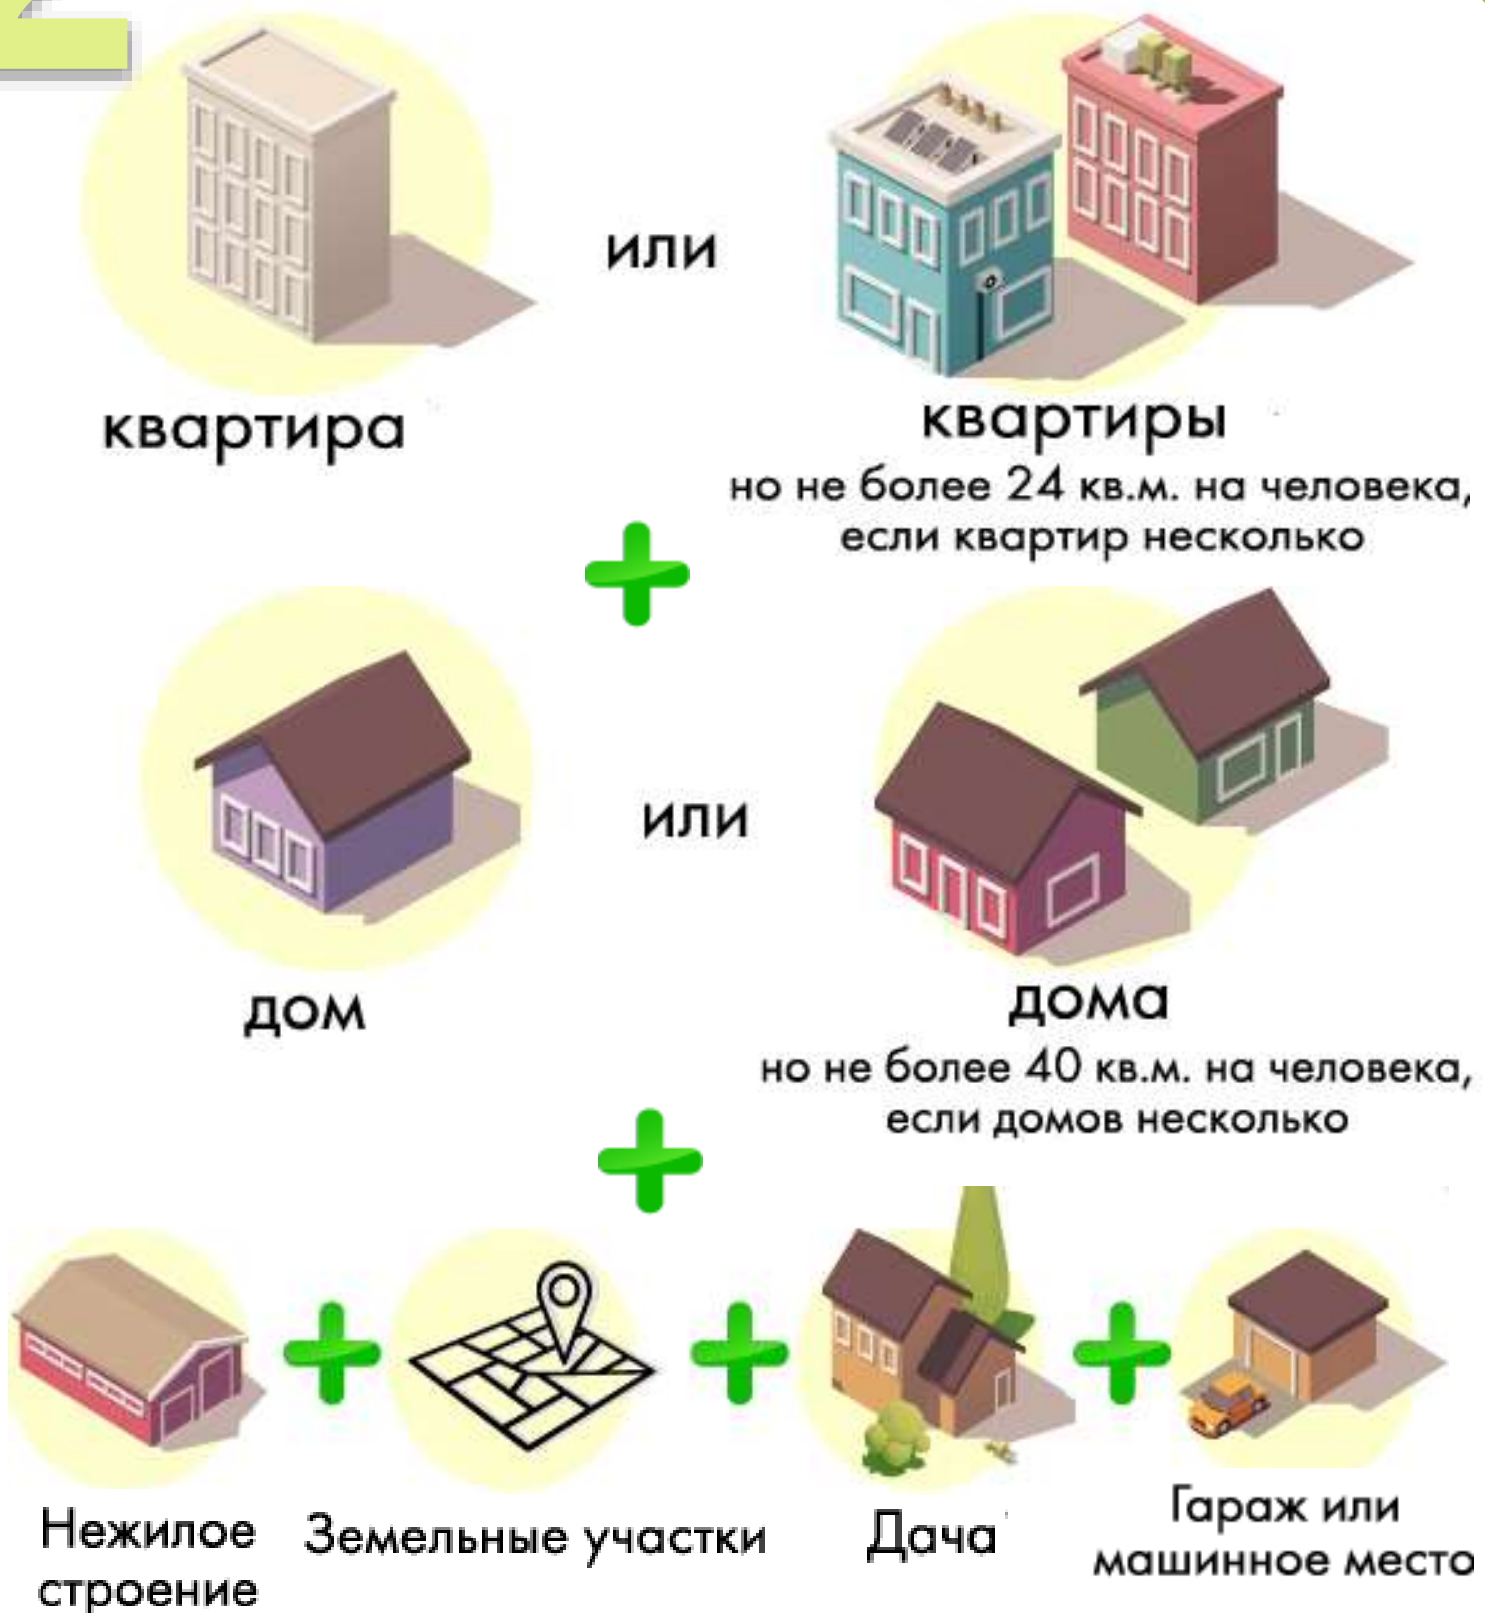 или
квартира
квартиры
но не более 24 кв.м. на человека,
если квартир несколько
или
дом
дома
но не более 40 кв.м. на человека,
если домов несколько
Нежилое
строение
Земельные участки
Дача
Гараж или
машинное место